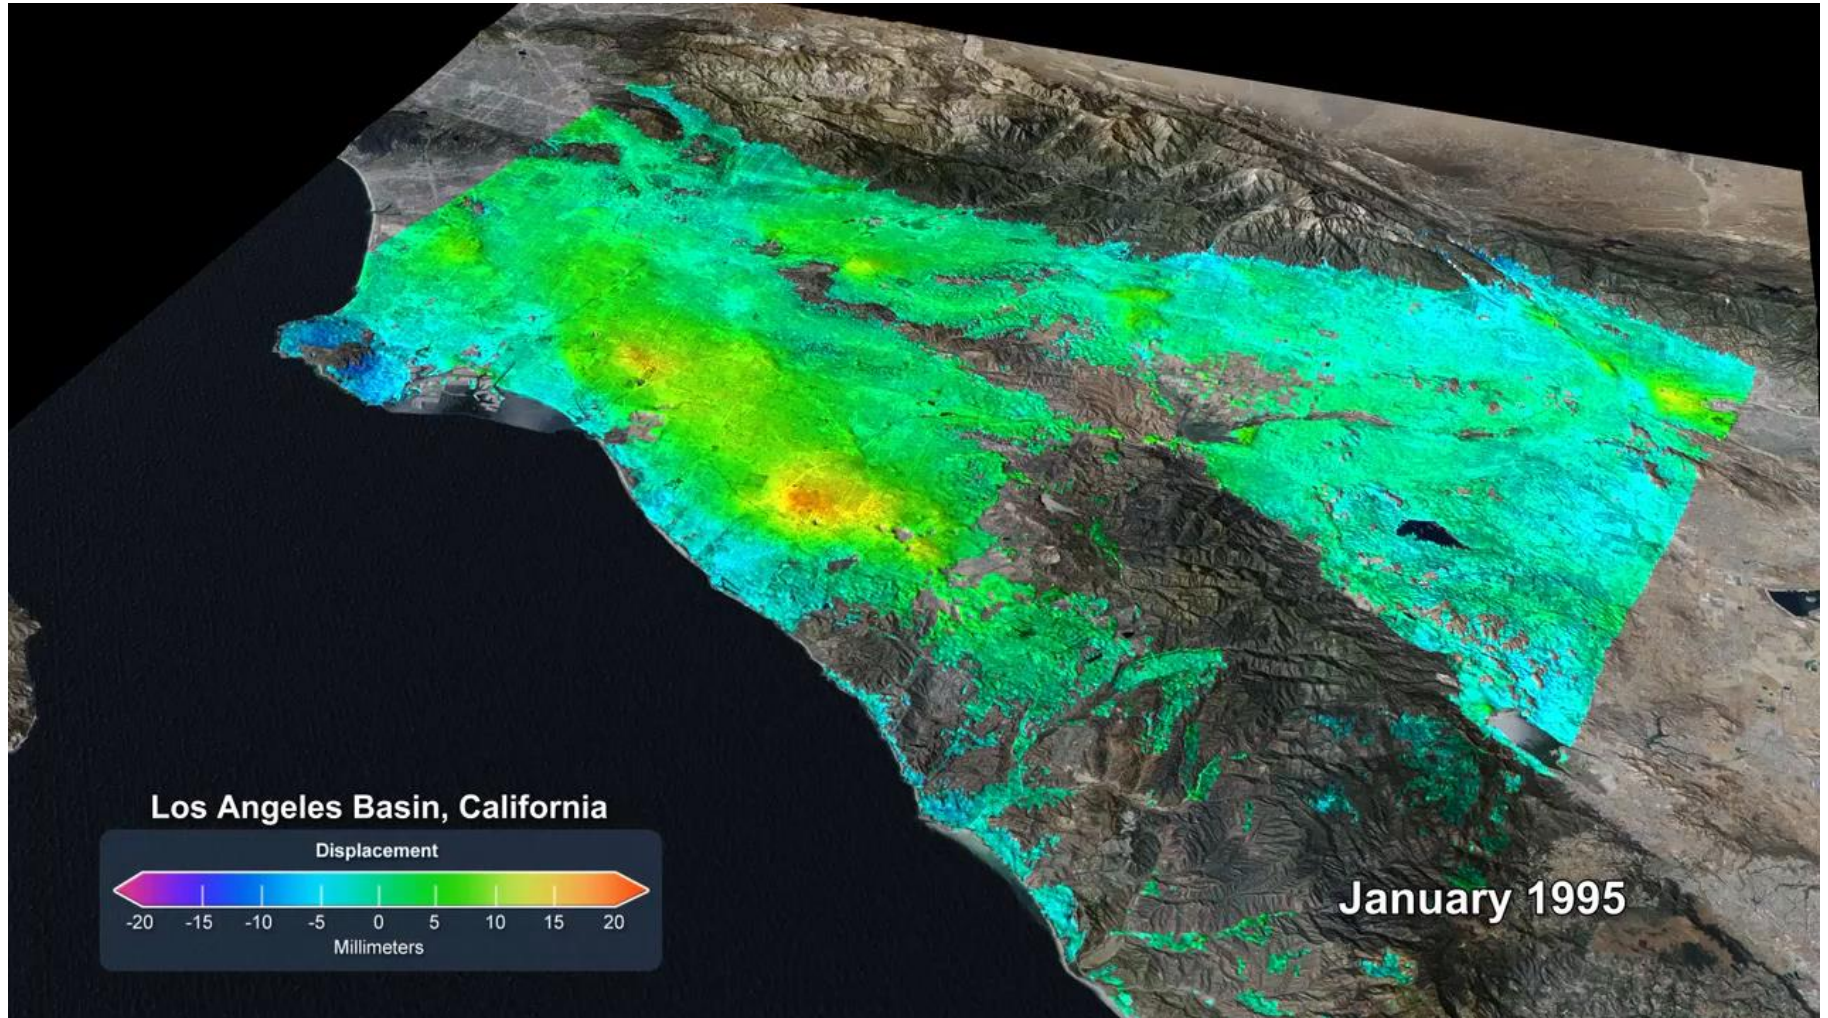 Los Angeles Basin, California
Displacement
-20 -15 -10 -5 0 5 10 15 20
Millimeters
January 1995